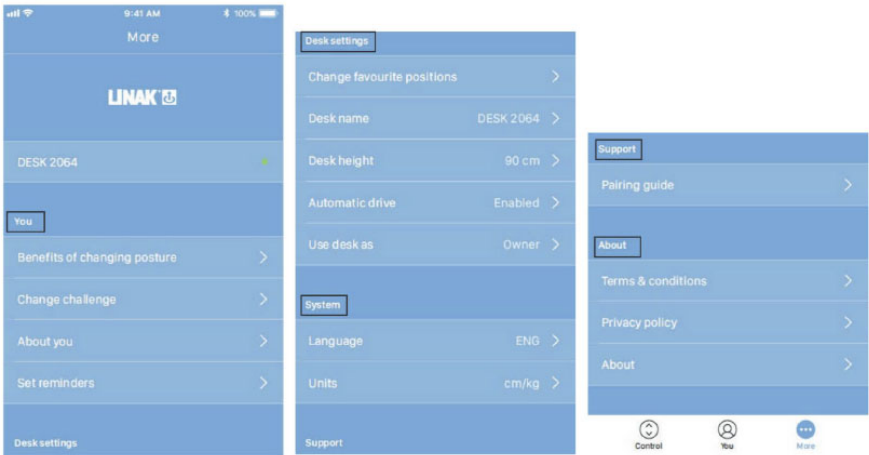 9:41 AM
100%
More
LINAK
DESK 2064
You
Benefits of changing posture
Change challenge
About you
Set reminders
Desk settings
Desk settings
Change favourite positions
Desk name DESK 2064
Desk height 90 cm
Automatic drive Enabled
Use desk as Owner
System
Language ENG
Units cm/kg
Support
Support
Pairing guide
About
Terms & conditions
Privacy policy
About
Control
You
More